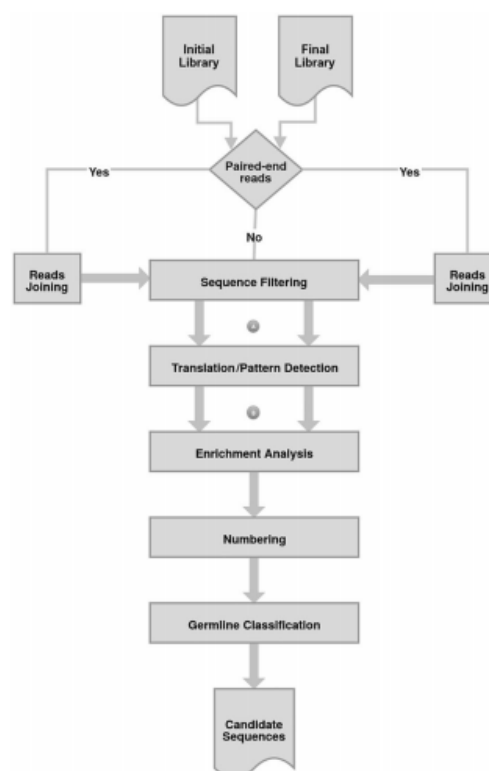 Initial
Library
Final
Library
Paired-end
reads
Yes
Yes
No
Reads
Joining
Sequence Filtering
Reads
Joining
Translation/Pattern Detection
Enrichment Analysis
Numbering
Germline Classification
Candidate
Sequences